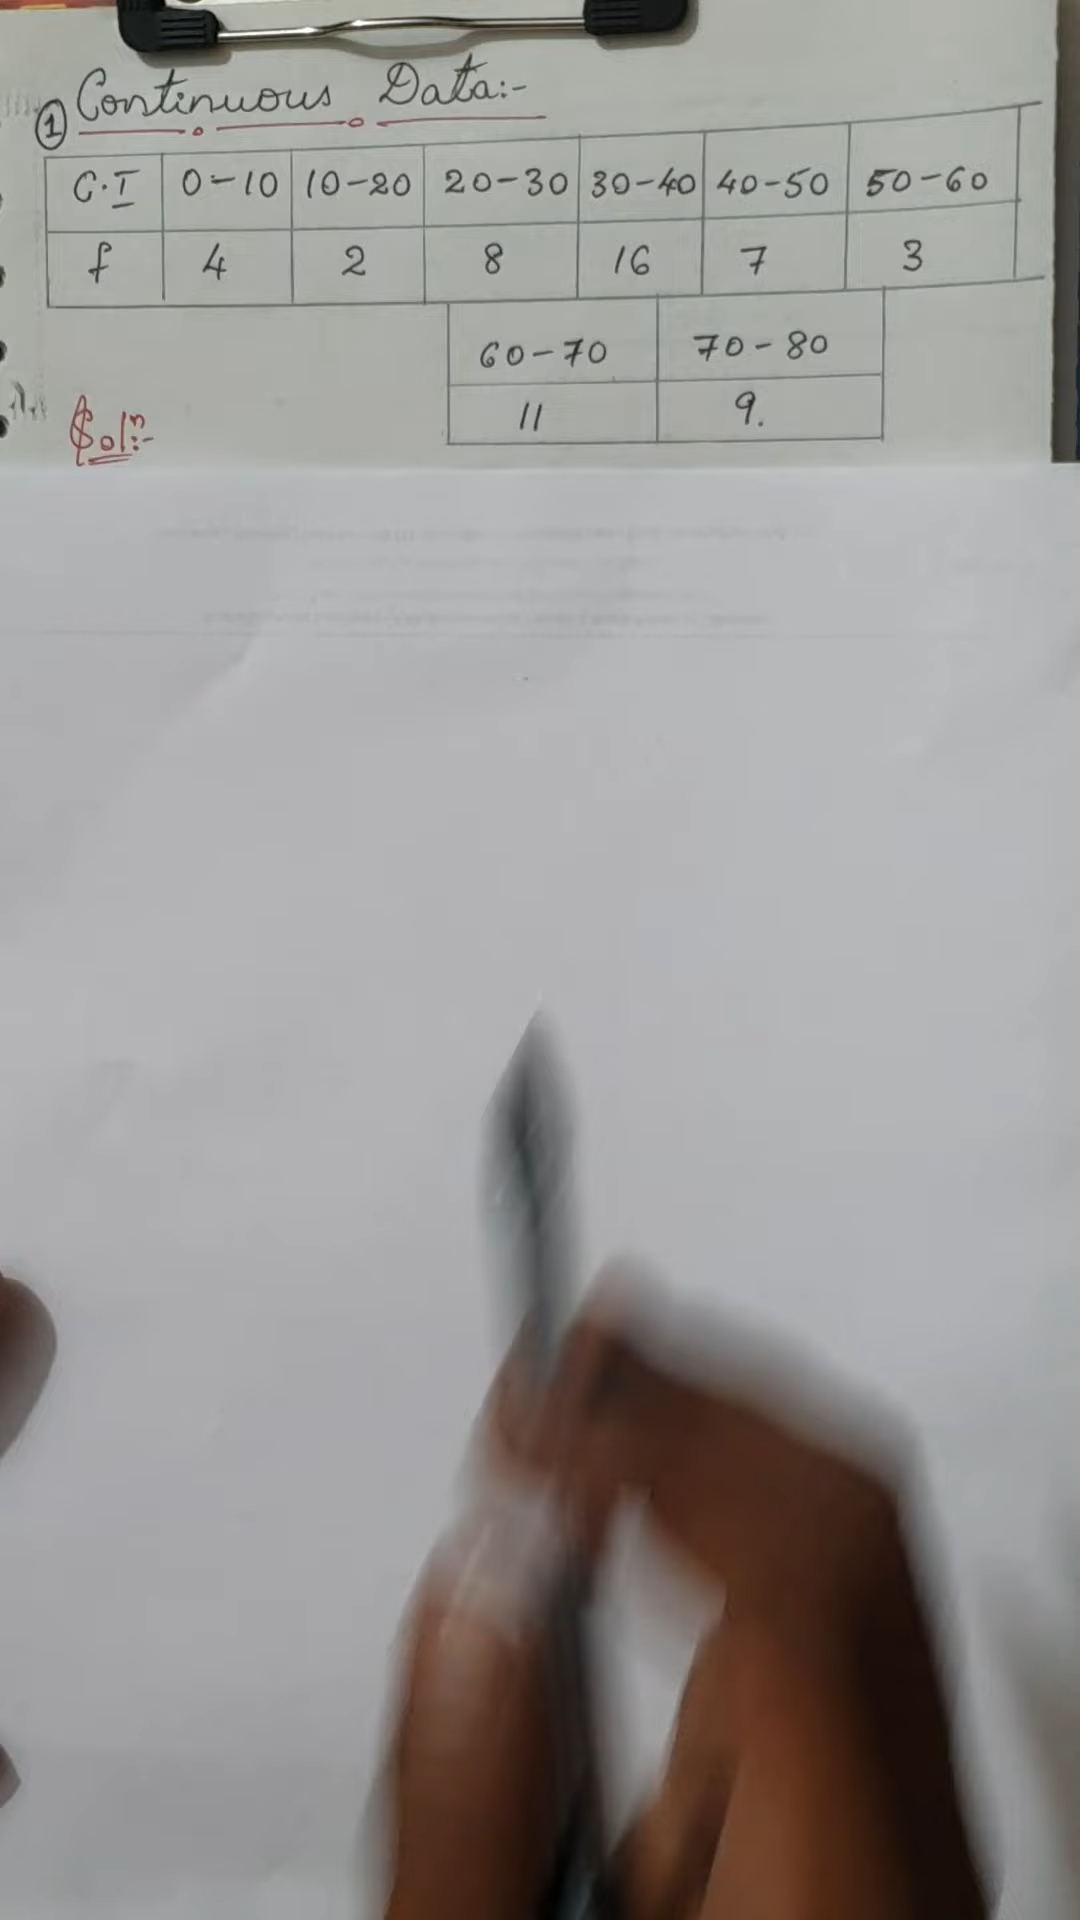 ① Continuous Data:-
C.I 0-10 10-20 20-30 30-40 40-50 50-60
f 4 2 8 16 7 3
60-70 70-80
11 9.
Solⁿ:-